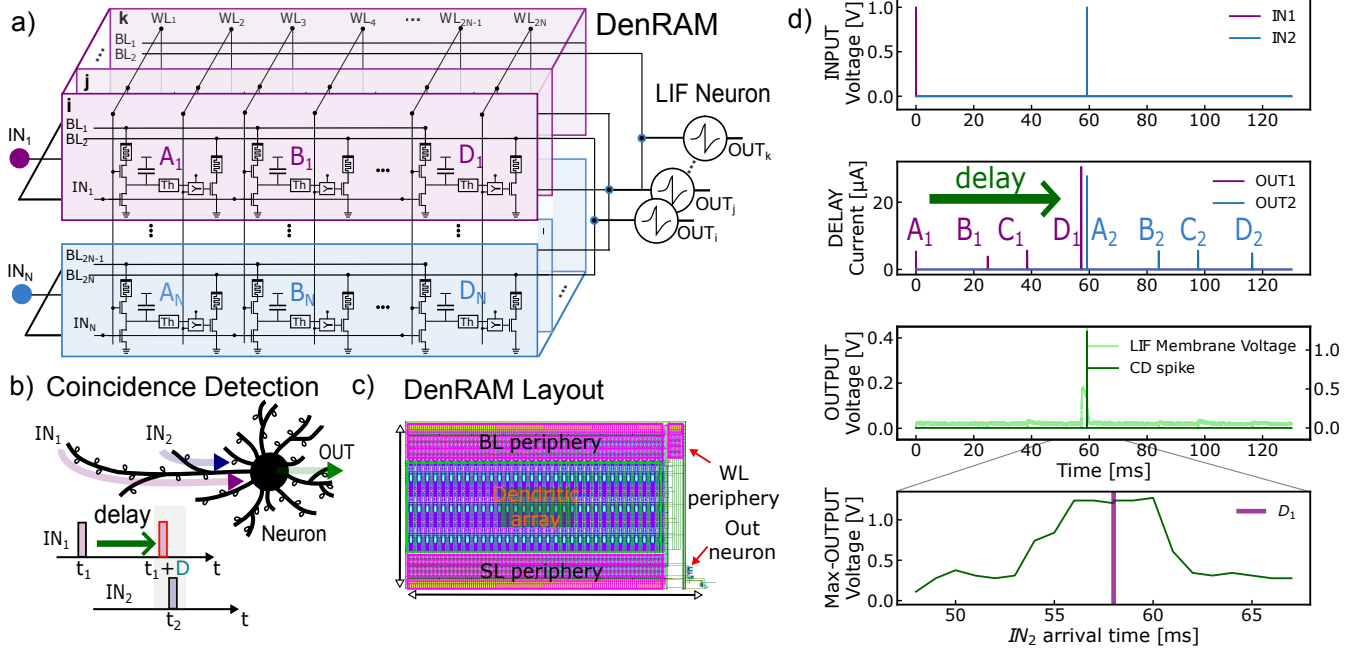 a)
k
WL1 WL2 WL3 WL4 ... WL2N-1 WL2N
DenRAM
BL1
BL2
j
i
LIF Neuron
BL1
BL2
IN1
A1 B1 D1
Th Y Th Y ... Th Y
IN1
OUTk
OUTj
OUTi
BL2N-1
BL2N
INN
AN BN DN
Th Y Th Y ... Th Y
INN
b) Coincidence Detection
IN1
IN2
OUT
Neuron
delay
IN1
t1 t1+D t
IN2
t2 t
c) DenRAM Layout
BL periphery
Dendritic
array
SL periphery
WL
periphery
Out
neuron
d)
INPUT
Voltage [V]
1.0
0.5
0.0
IN1
IN2
0 20 40 60 80 100 120
DELAY
Current [µA]
20
0
delay
OUT1
OUT2
A1 B1 C1 D1 A2 B2 C2 D2
0 20 40 60 80 100 120
OUTPUT
Voltage [V]
0.4
0.2
0.0
LIF Membrane Voltage
CD spike
1.0
0.5
0.0
0 20 40 60 80 100 120
Time [ms]
Max-OUTPUT
Voltage [V]
1.0
0.5
0.0
D1
50 55 60 65
IN2 arrival time [ms]